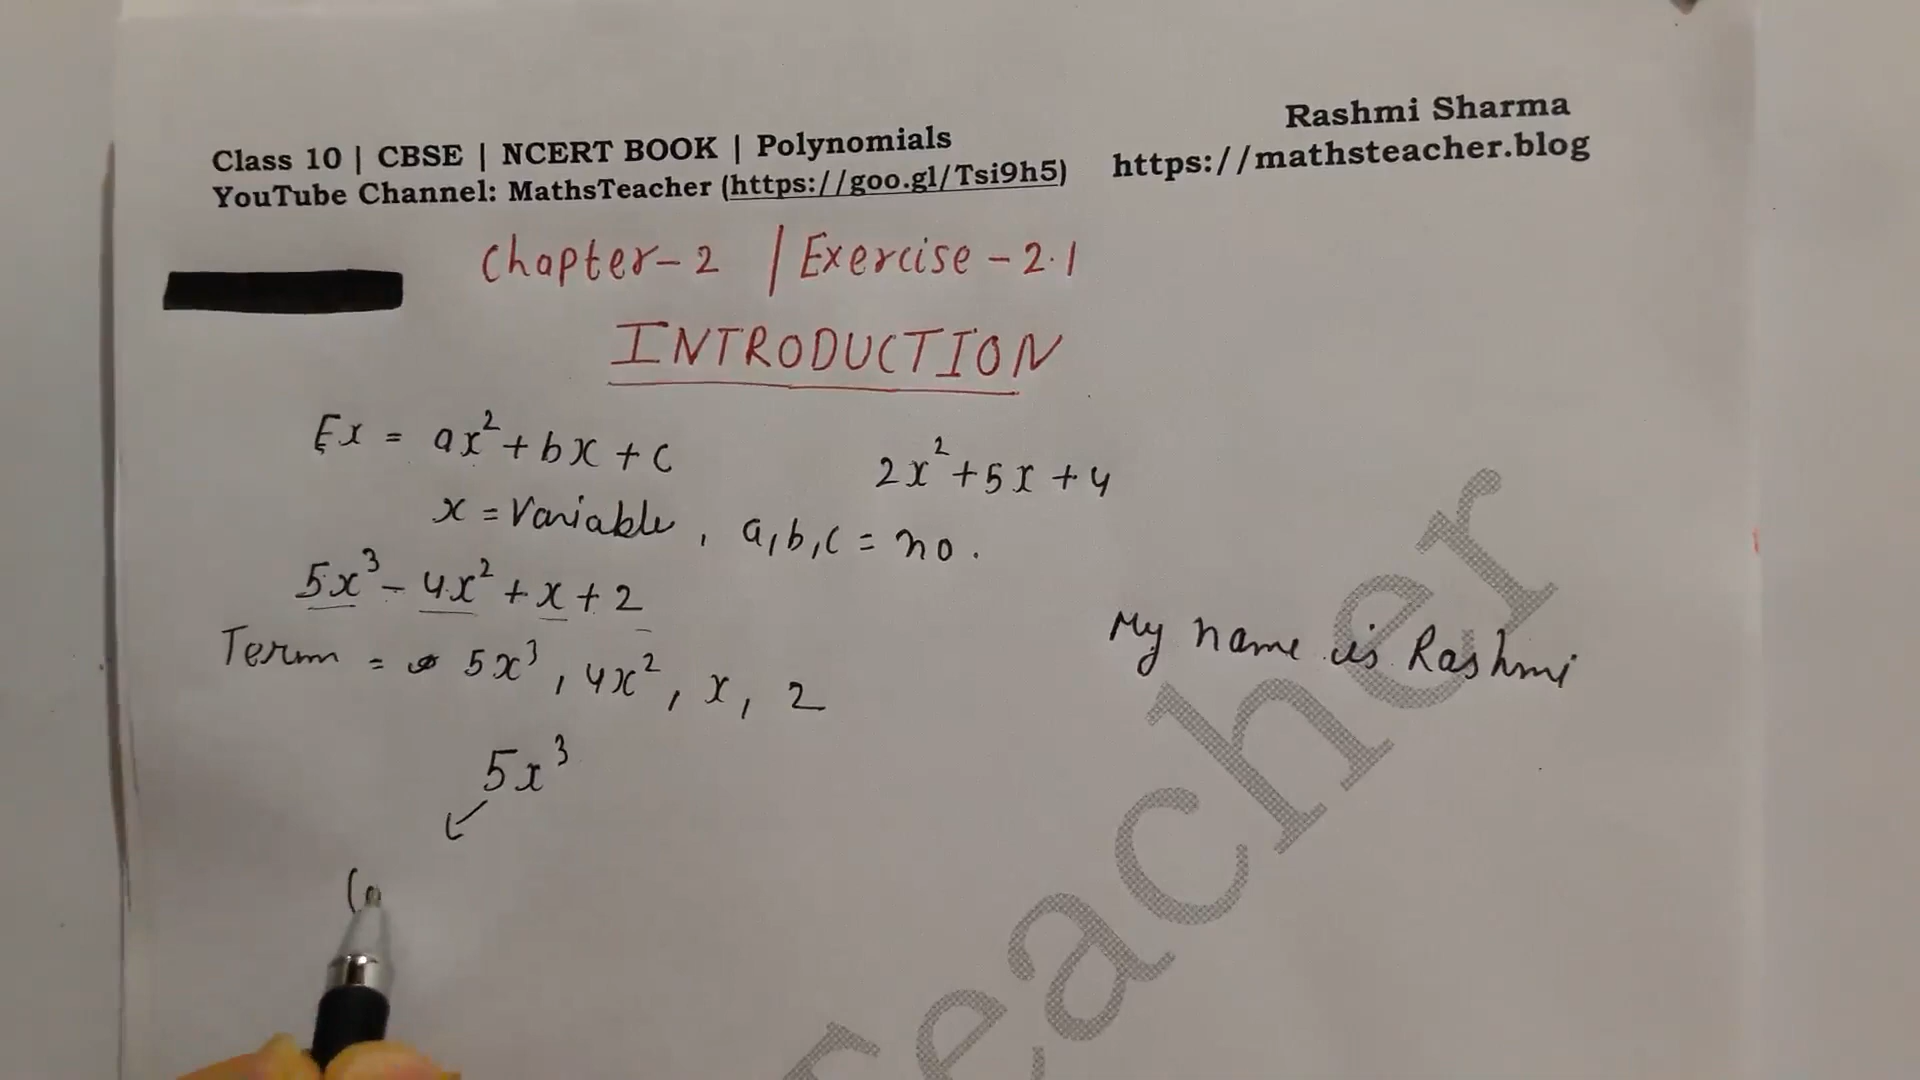 Class 10 | CBSE | NCERT BOOK | Polynomials
Rashmi Sharma
YouTube Channel: MathsTeacher (https://goo.gl/Tsi9h5)
https://mathsteacher.blog
Chapter-2 | Exercise-2.1
INTRODUCTION
Ex = ax²+bx+c
2x²+5x+4
x = Variable, a,b,c = no.
5x³-4x²+x+2
My name is Rashmi
Term = 5x³, 4x², x, 2
5x³
eacher